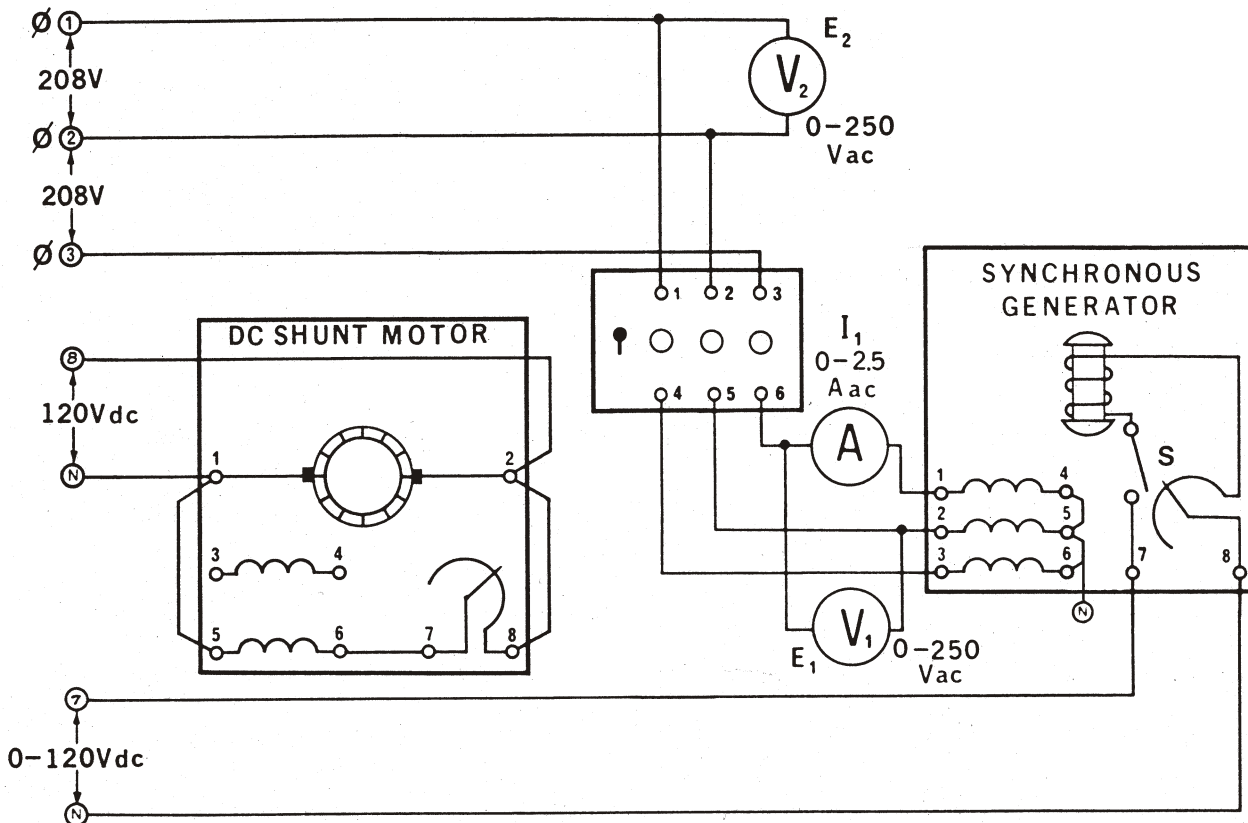 Ø 1
E2
208V
V2
Ø 2
0-250
Vac
208V
Ø 3
SYNCHRONOUS
GENERATOR
1 2 3
DC SHUNT MOTOR
I1
0-2.5
A ac
8
120Vdc
4 5 6
A
N
1 2
S
1 4
2 5
3 6
7 8
N
3 4
5 6 7 8
V1
E1
0-250
Vac
7
0-120Vdc
N